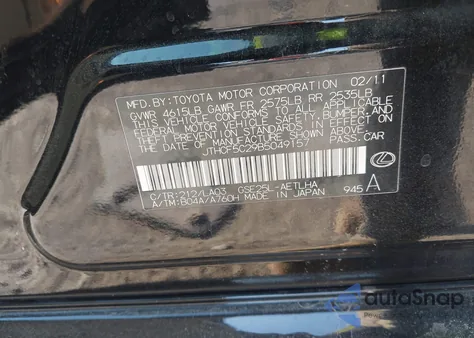 MFD.BY: TOYOTA MOTOR CORPORATION 02/11
GVWR 4615LB GAWR FR 2575LB RR 2535LB
THIS VEHICLE CONFORMS TO ALL APPLICABLE
FEDERAL MOTOR VEHICLE SAFETY, BUMPER, AND
THEFT PREVENTION STANDARDS IN EFFECT ON THE DATE
OF MANUFACTURE SHOWN ABOVE.
JTHCF5C29B5049157 PASS. CAR
C/TR: 212/LA03 GSE25L-AETLHA
A/TM: B04A/A760H MADE IN JAPAN 945 A
autoSnap